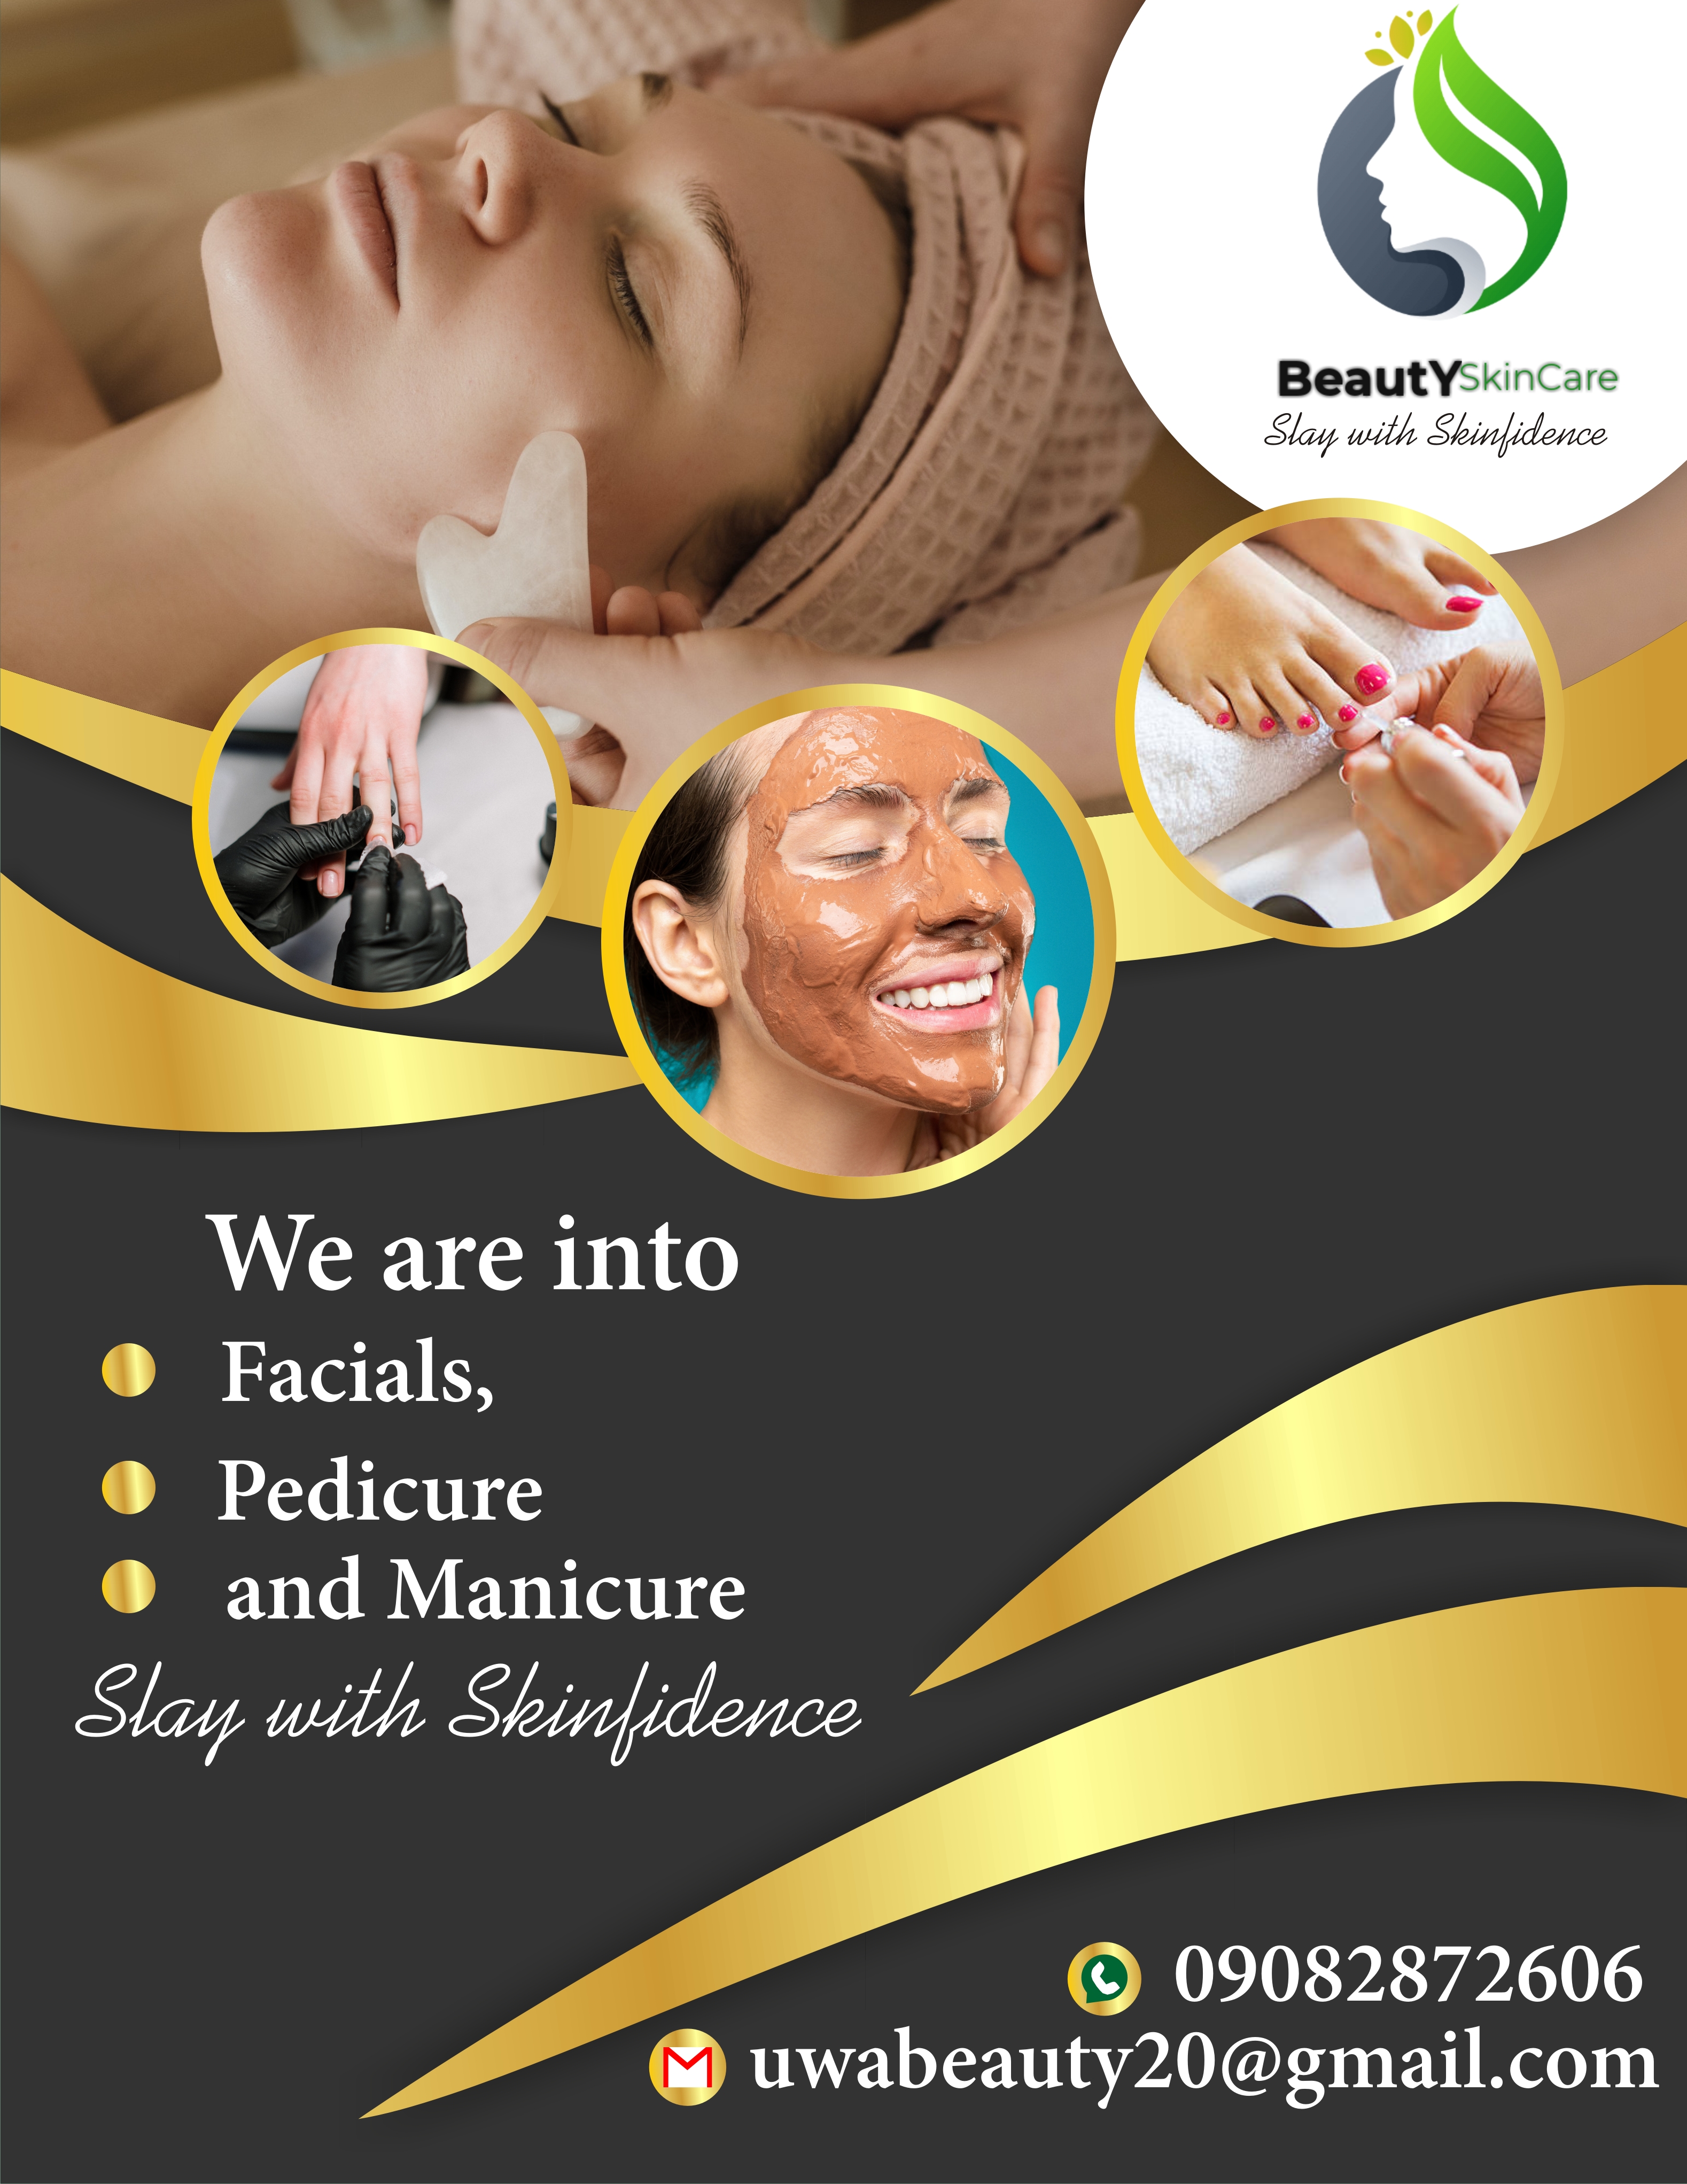 BeautYSkinCare
Slay with Skinfidence
We are into
Facials,
Pedicure
and Manicure
Slay with Skinfidence
09082872606
uwabeauty20@gmail.com